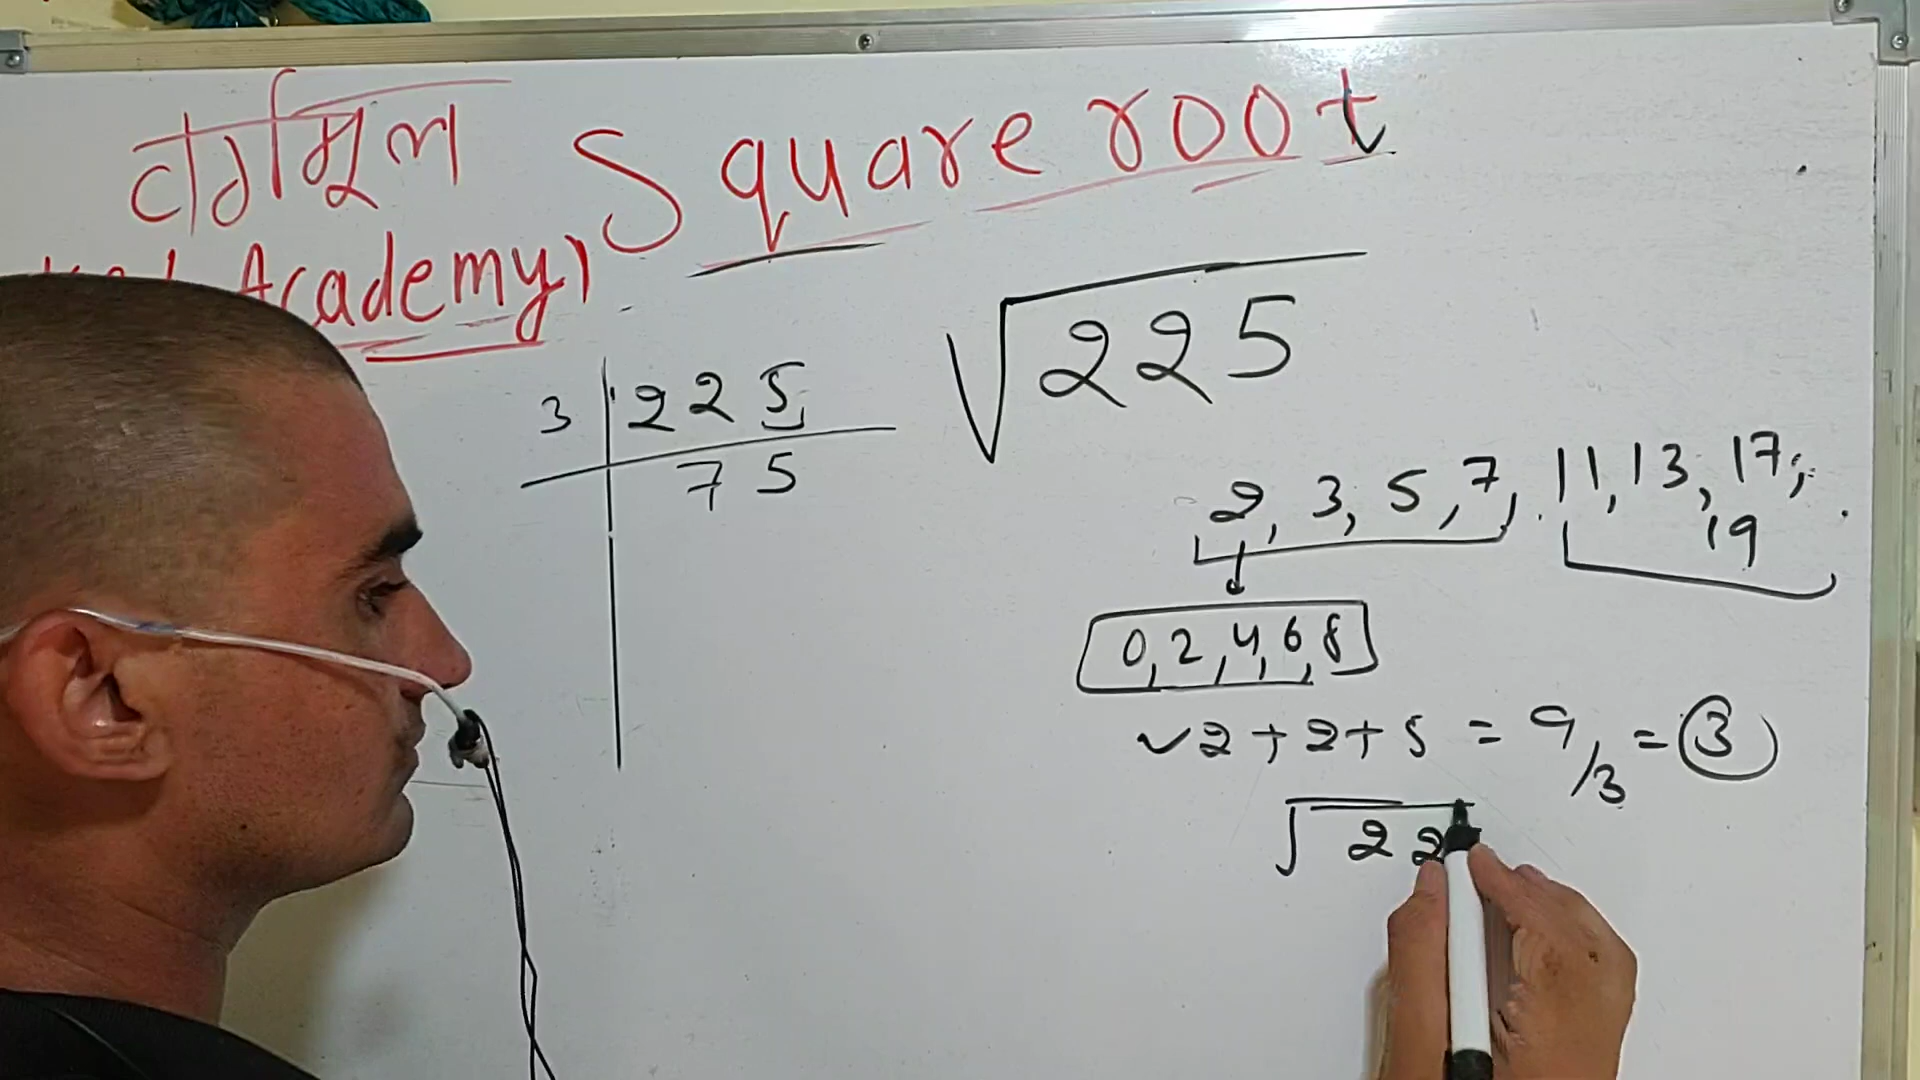 वर्गमूल Square root
Academy)
√225
3 | 225
75
2, 3, 5, 7, 11, 13, 17,
19
0, 2, 4, 6, 8
✓2+2+5 = 9/3 = 3
√22